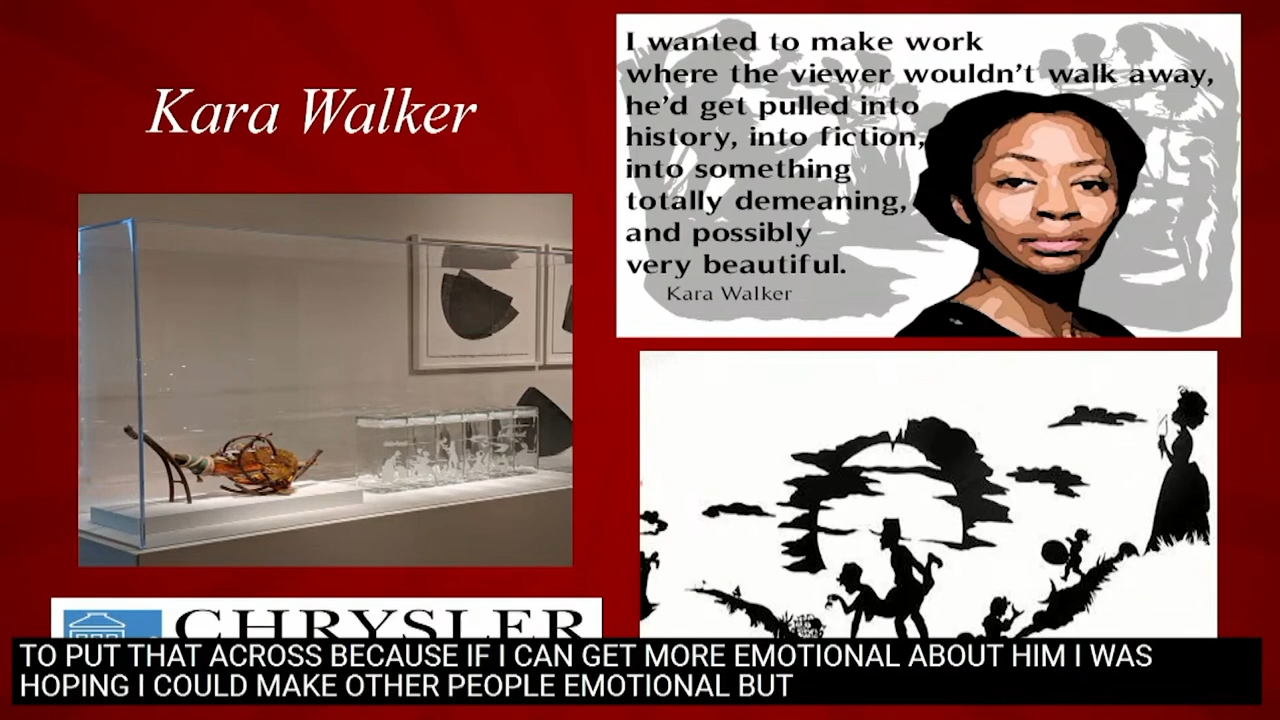 Kara Walker
I wanted to make work
where the viewer wouldn't walk away,
he'd get pulled into
history, into fiction,
into something
totally demeaning,
and possibly
very beautiful.
Kara Walker
CHRYSLER
TO PUT THAT ACROSS BECAUSE IF I CAN GET MORE EMOTIONAL ABOUT HIM I WAS
HOPING I COULD MAKE OTHER PEOPLE EMOTIONAL BUT